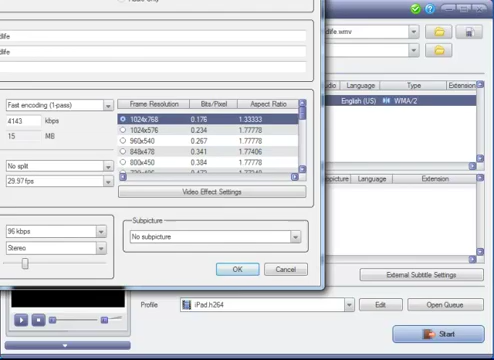 dlife
dlife
dlife.wmv
udio Language Type Extension
English (US) WMA/2
Fast encoding (1-pass)
4143 kbps
15 MB
No split
29.97 fps
Frame Resolution Bits/Pixel Aspect Ratio
1024x768 0.176 1.33333
1024x576 0.234 1.77778
960x540 0.267 1.77778
848x478 0.341 1.77406
800x450 0.384 1.77778
Video Effect Settings
bpicture Language Extension
96 kbps
Stereo
Subpicture
No subpicture
OK Cancel
External Subtitle Settings
Profile iPad.h264 Edit Open Queue
Start